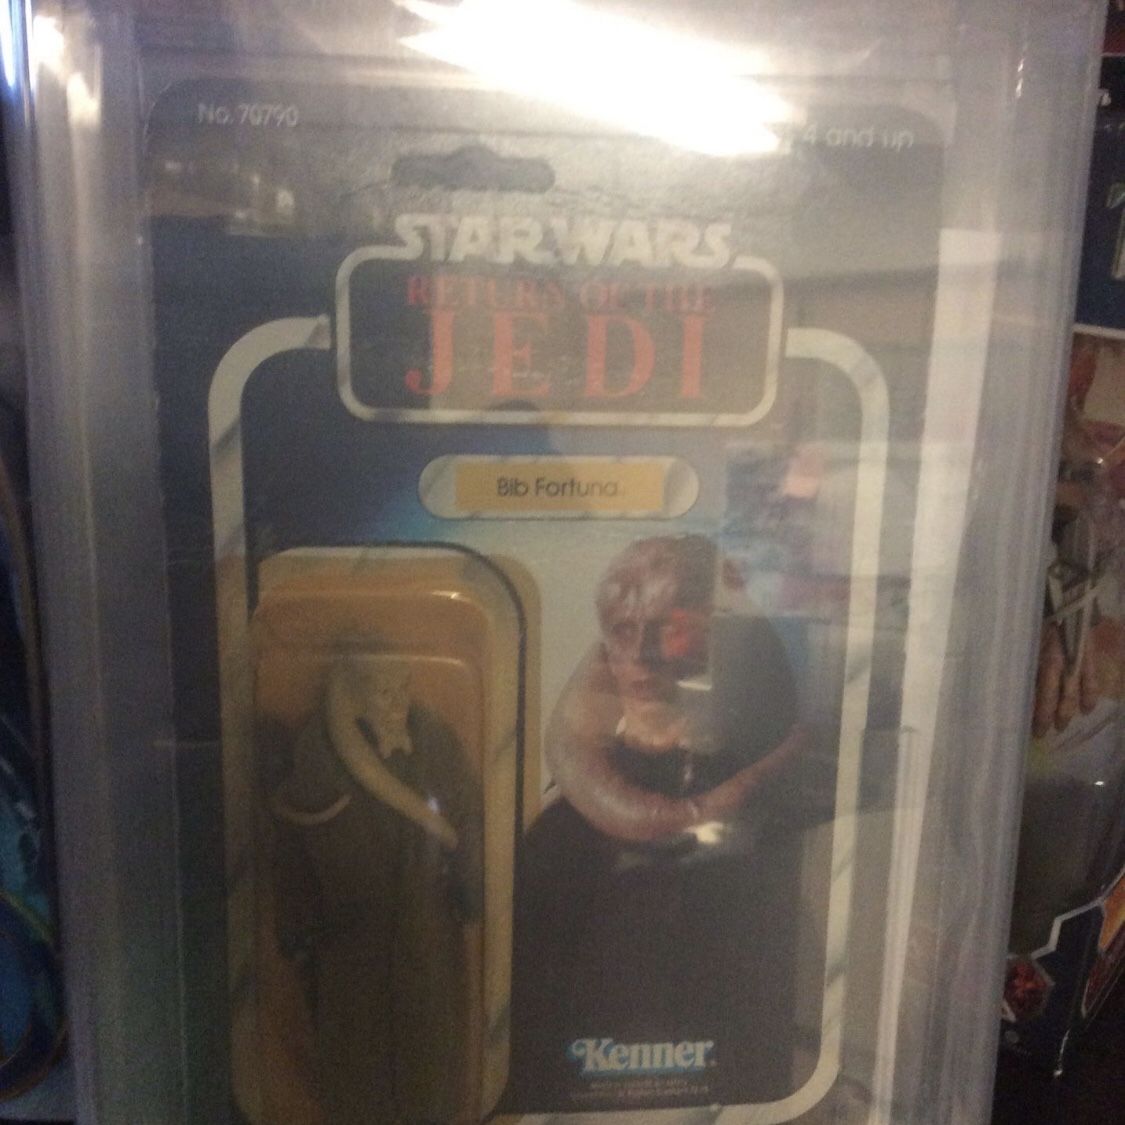 No. 70790
4 and up
STAR WARS
RETURN OF THE
JEDI
Bib Fortuna
Kenner